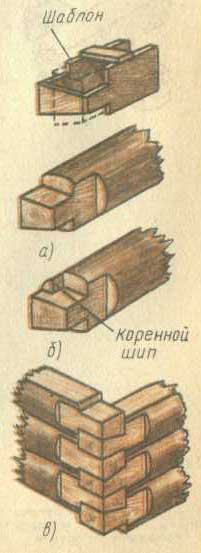 Шаблон
а)
б)
Коренной
шип
в)